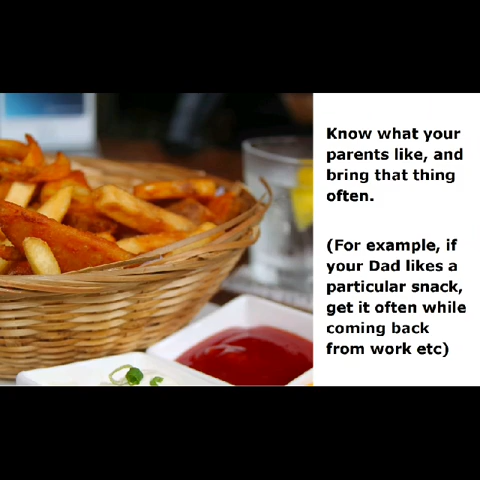 Know what your
parents like, and
bring that thing
often.
(For example, if
your Dad likes a
particular snack,
get it often while
coming back
from work etc)